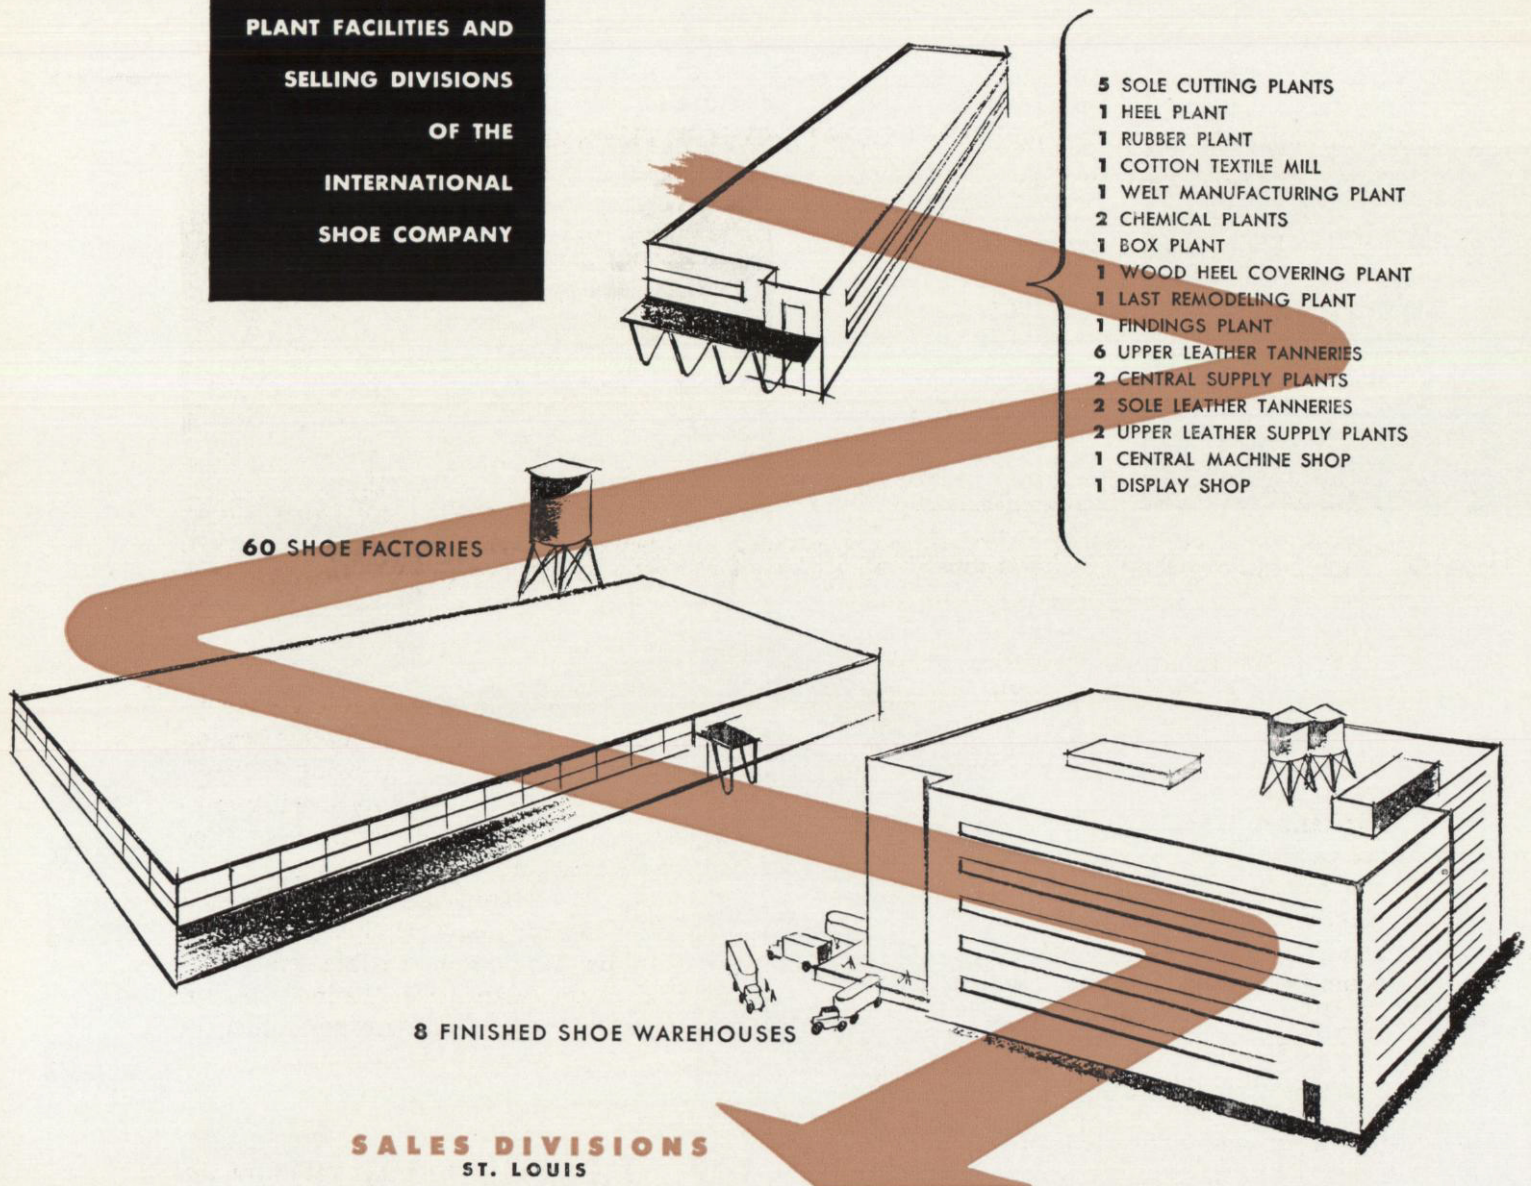 PLANT FACILITIES AND
SELLING DIVISIONS
OF THE
INTERNATIONAL
SHOE COMPANY
5 SOLE CUTTING PLANTS
1 HEEL PLANT
1 RUBBER PLANT
1 COTTON TEXTILE MILL
1 WELT MANUFACTURING PLANT
2 CHEMICAL PLANTS
1 BOX PLANT
1 WOOD HEEL COVERING PLANT
1 LAST REMODELING PLANT
1 FINDINGS PLANT
6 UPPER LEATHER TANNERIES
2 CENTRAL SUPPLY PLANTS
2 SOLE LEATHER TANNERIES
2 UPPER LEATHER SUPPLY PLANTS
1 CENTRAL MACHINE SHOP
1 DISPLAY SHOP
60 SHOE FACTORIES
8 FINISHED SHOE WAREHOUSES
SALES DIVISIONS
ST. LOUIS